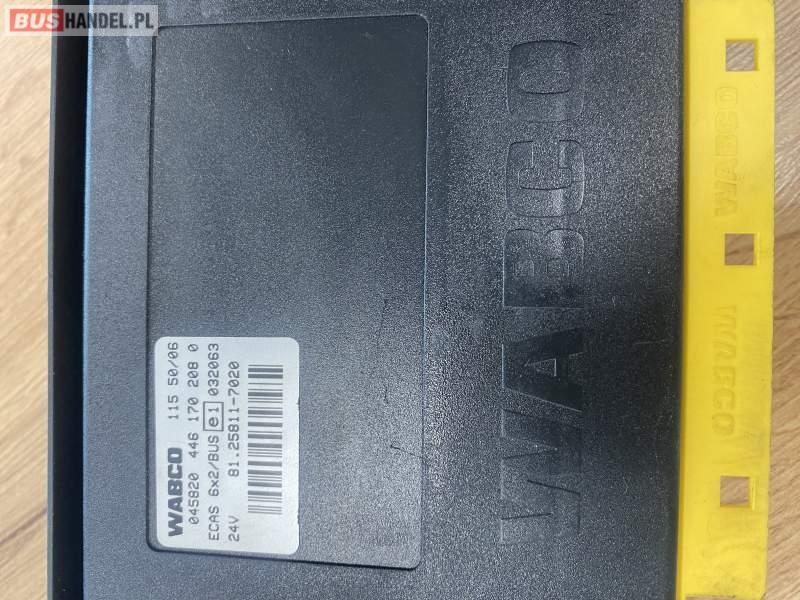 BUSHANDEL.PL
WABCO 115 50/06
045820 446 170 208 0
ECAS 6x2/BUS e1 032063
24V 81.25811-7020
WABCO
WABCO
WABCO